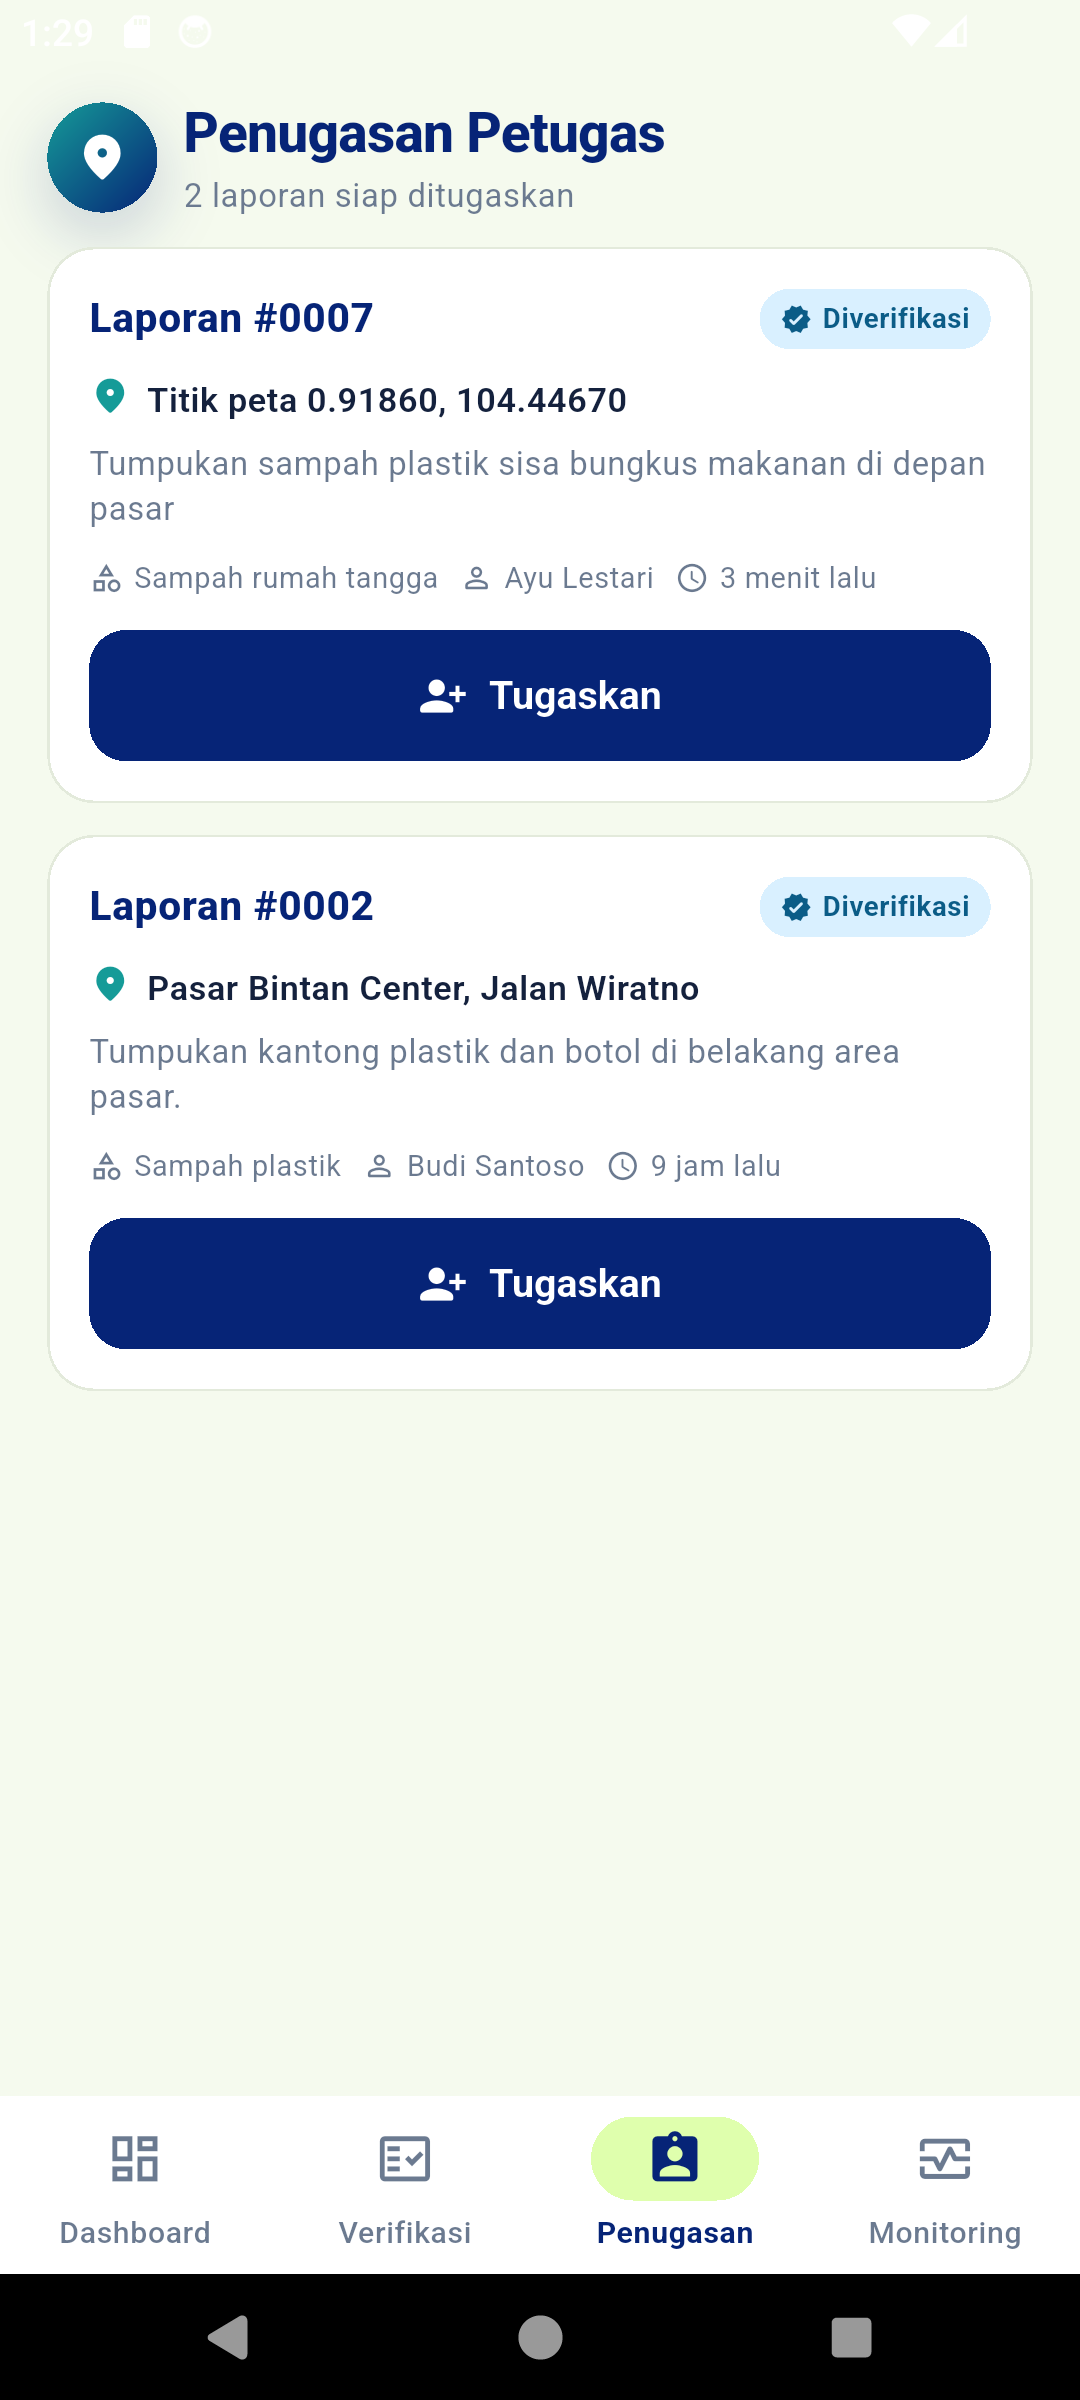 1:29
Penugasan Petugas
2 laporan siap ditugaskan
Laporan #0007
Diverifikasi
Titik peta 0.91860, 104.44670
Tumpukan sampah plastik sisa bungkus makanan di depan
pasar
Sampah rumah tangga Ayu Lestari 3 menit lalu
Tugaskan
Laporan #0002
Diverifikasi
Pasar Bintan Center, Jalan Wiratno
Tumpukan kantong plastik dan botol di belakang area
pasar.
Sampah plastik Budi Santoso 9 jam lalu
Tugaskan
Dashboard Verifikasi Penugasan Monitoring